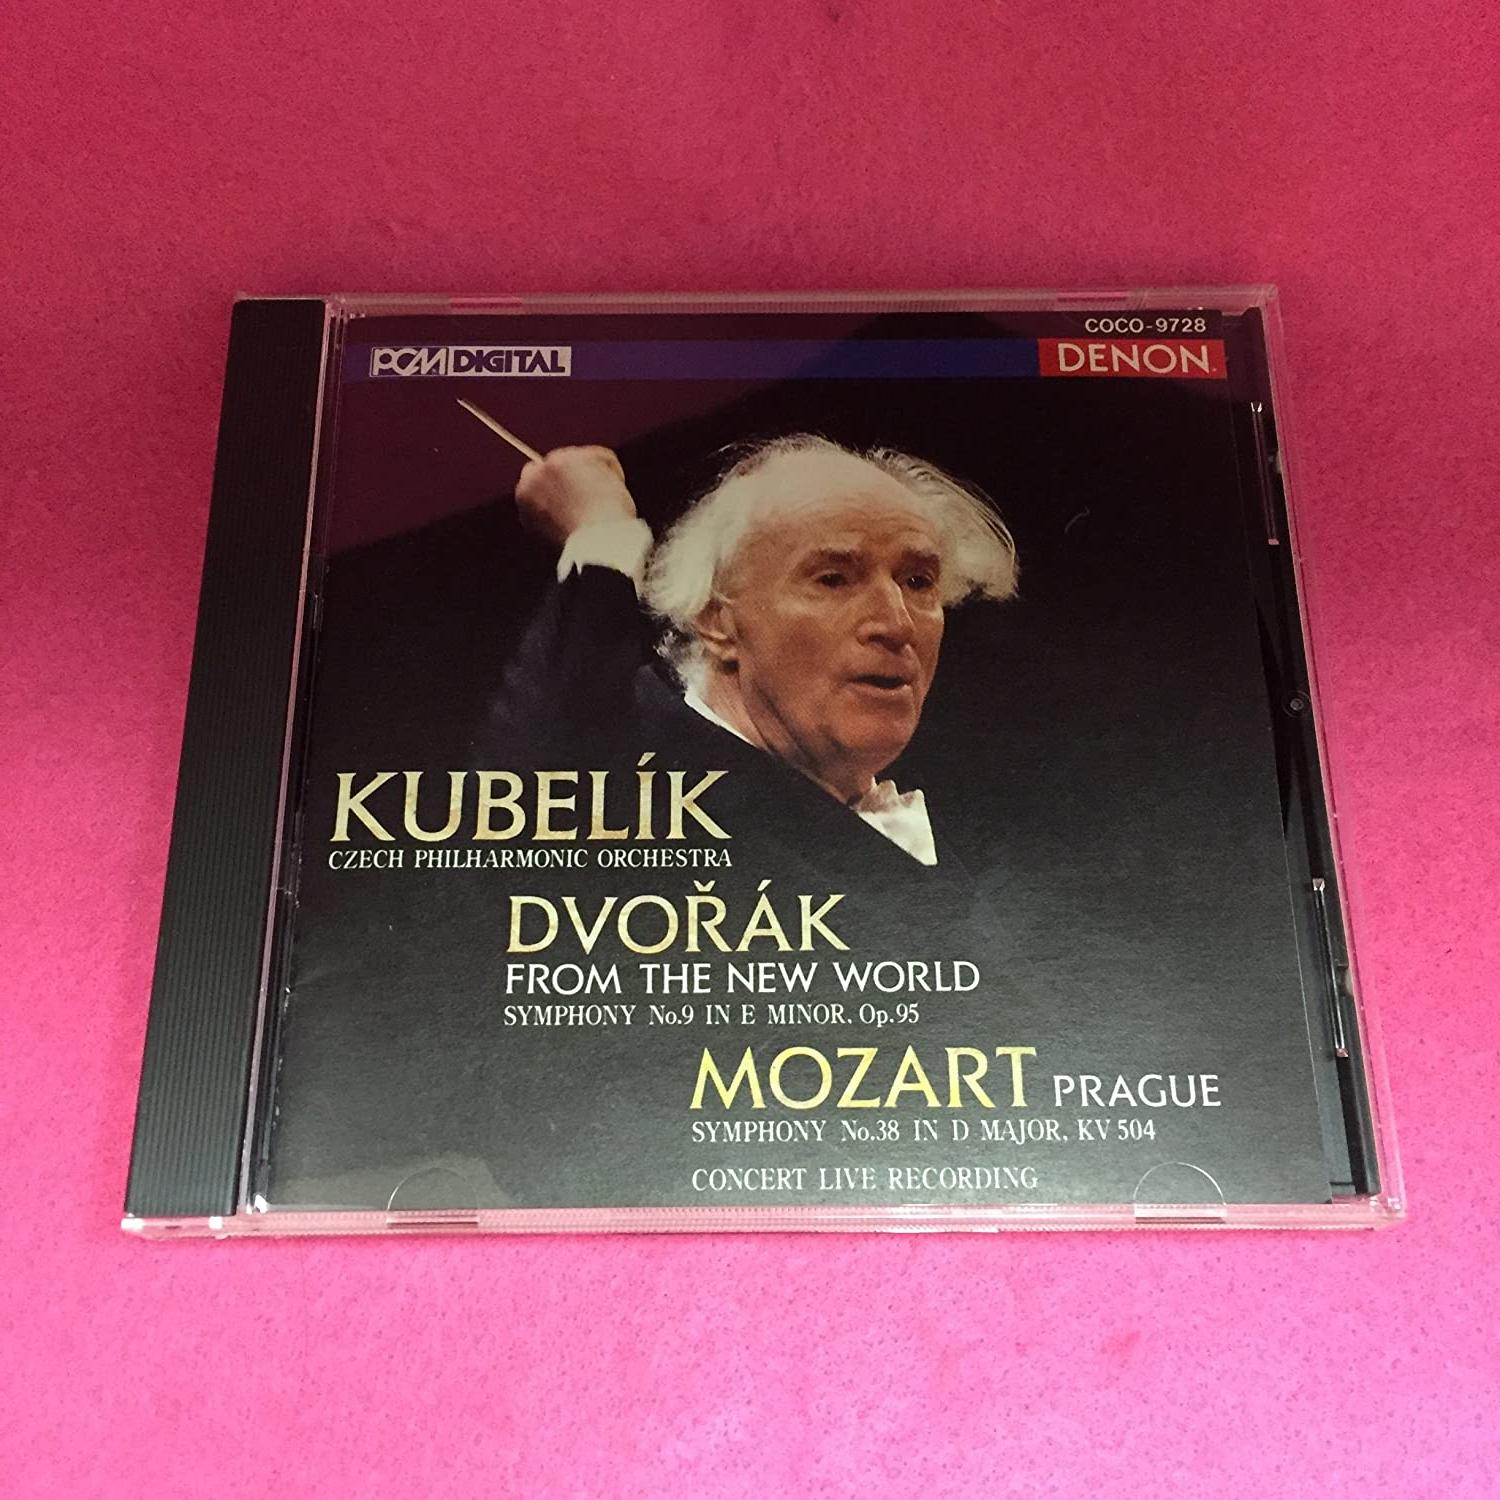 COCO-9728
PCM DIGITAL
DENON
KUBELÍK
CZECH PHILHARMONIC ORCHESTRA
DVOŘÁK
FROM THE NEW WORLD
SYMPHONY No.9 IN E MINOR, Op.95
MOZART PRAGUE
SYMPHONY No.38 IN D MAJOR, KV 504
CONCERT LIVE RECORDING